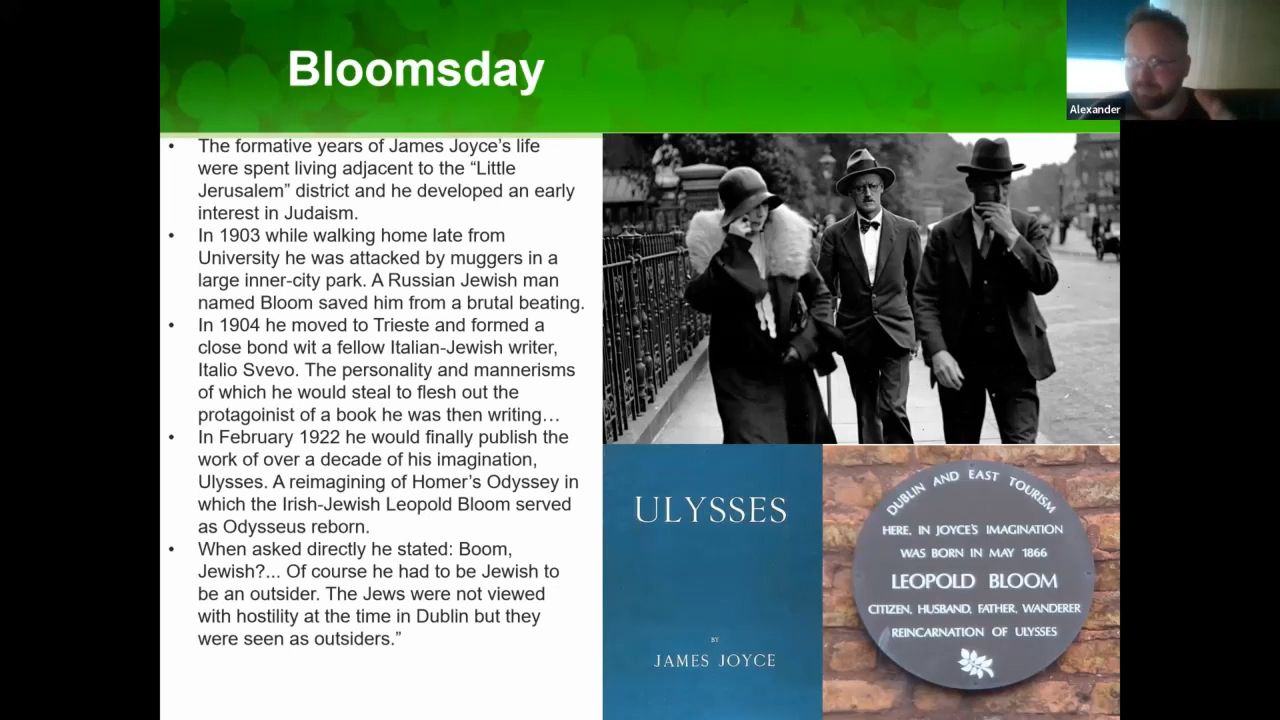 Bloomsday
Alexander
• The formative years of James Joyce's life
were spent living adjacent to the “Little
Jerusalem” district and he developed an early
interest in Judaism.
• In 1903 while walking home late from
University he was attacked by muggers in a
large inner-city park. A Russian Jewish man
named Bloom saved him from a brutal beating.
• In 1904 he moved to Trieste and formed a
close bond wit a fellow Italian-Jewish writer,
Italio Svevo. The personality and mannerisms
of which he would steal to flesh out the
protagoinist of a book he was then writing…
• In February 1922 he would finally publish the
work of over a decade of his imagination,
Ulysses. A reimagining of Homer's Odyssey in
which the Irish-Jewish Leopold Bloom served
as Odysseus reborn.
• When asked directly he stated: Boom,
Jewish?... Of course he had to be Jewish to
be an outsider. The Jews were not viewed
with hostility at the time in Dublin but they
were seen as outsiders.”
ULYSSES
BY
JAMES JOYCE
DUBLIN AND EAST TOURISM
HERE, IN JOYCE'S IMAGINATION
WAS BORN IN MAY 1866
LEOPOLD BLOOM
CITIZEN, HUSBAND, FATHER, WANDERER
REINCARNATION OF ULYSSES